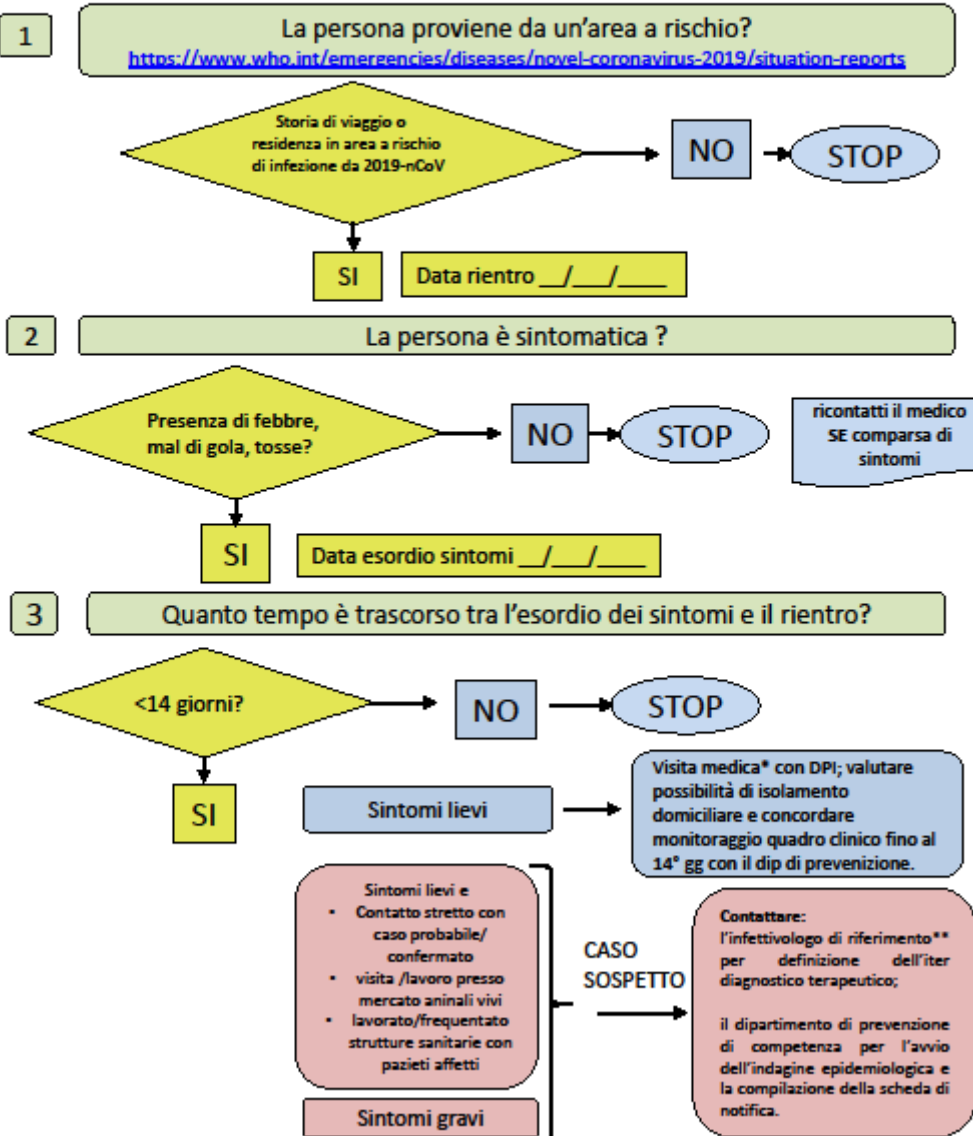 1
La persona proviene da un'area a rischio?
https://www.who.int/emergencies/diseases/novel-coronavirus-2019/situation-reports
Storia di viaggio o
residenza in area a rischio
di infezione da 2019-nCoV
NO
STOP
SI
Data rientro __/___/____
2
La persona è sintomatica ?
Presenza di febbre,
mal di gola, tosse?
NO
STOP
ricontatti il medico
SE comparsa di
sintomi
SI
Data esordio sintomi __/___/____
3
Quanto tempo è trascorso tra l'esordio dei sintomi e il rientro?
<14 giorni?
NO
STOP
SI
Sintomi lievi
Visita medica* con DPI; valutare
possibilità di isolamento
domiciliare e concordare
monitoraggio quadro clinico fino al
14° gg con il dip di prevenizione.
Sintomi lievi e
• Contatto stretto con
caso probabile/
confermato
• visita /lavoro presso
mercato aninali vivi
• lavorato/frequentato
strutture sanitarie con
pazieti affetti
Sintomi gravi
CASO
SOSPETTO
Contattare:
l'infettivologo di riferimento**
per definizione dell'iter
diagnostico terapeutico;
il dipartimento di prevenzione
di competenza per l'avvio
dell'indagine epidemiologica e
la compilazione della scheda di
notifica.